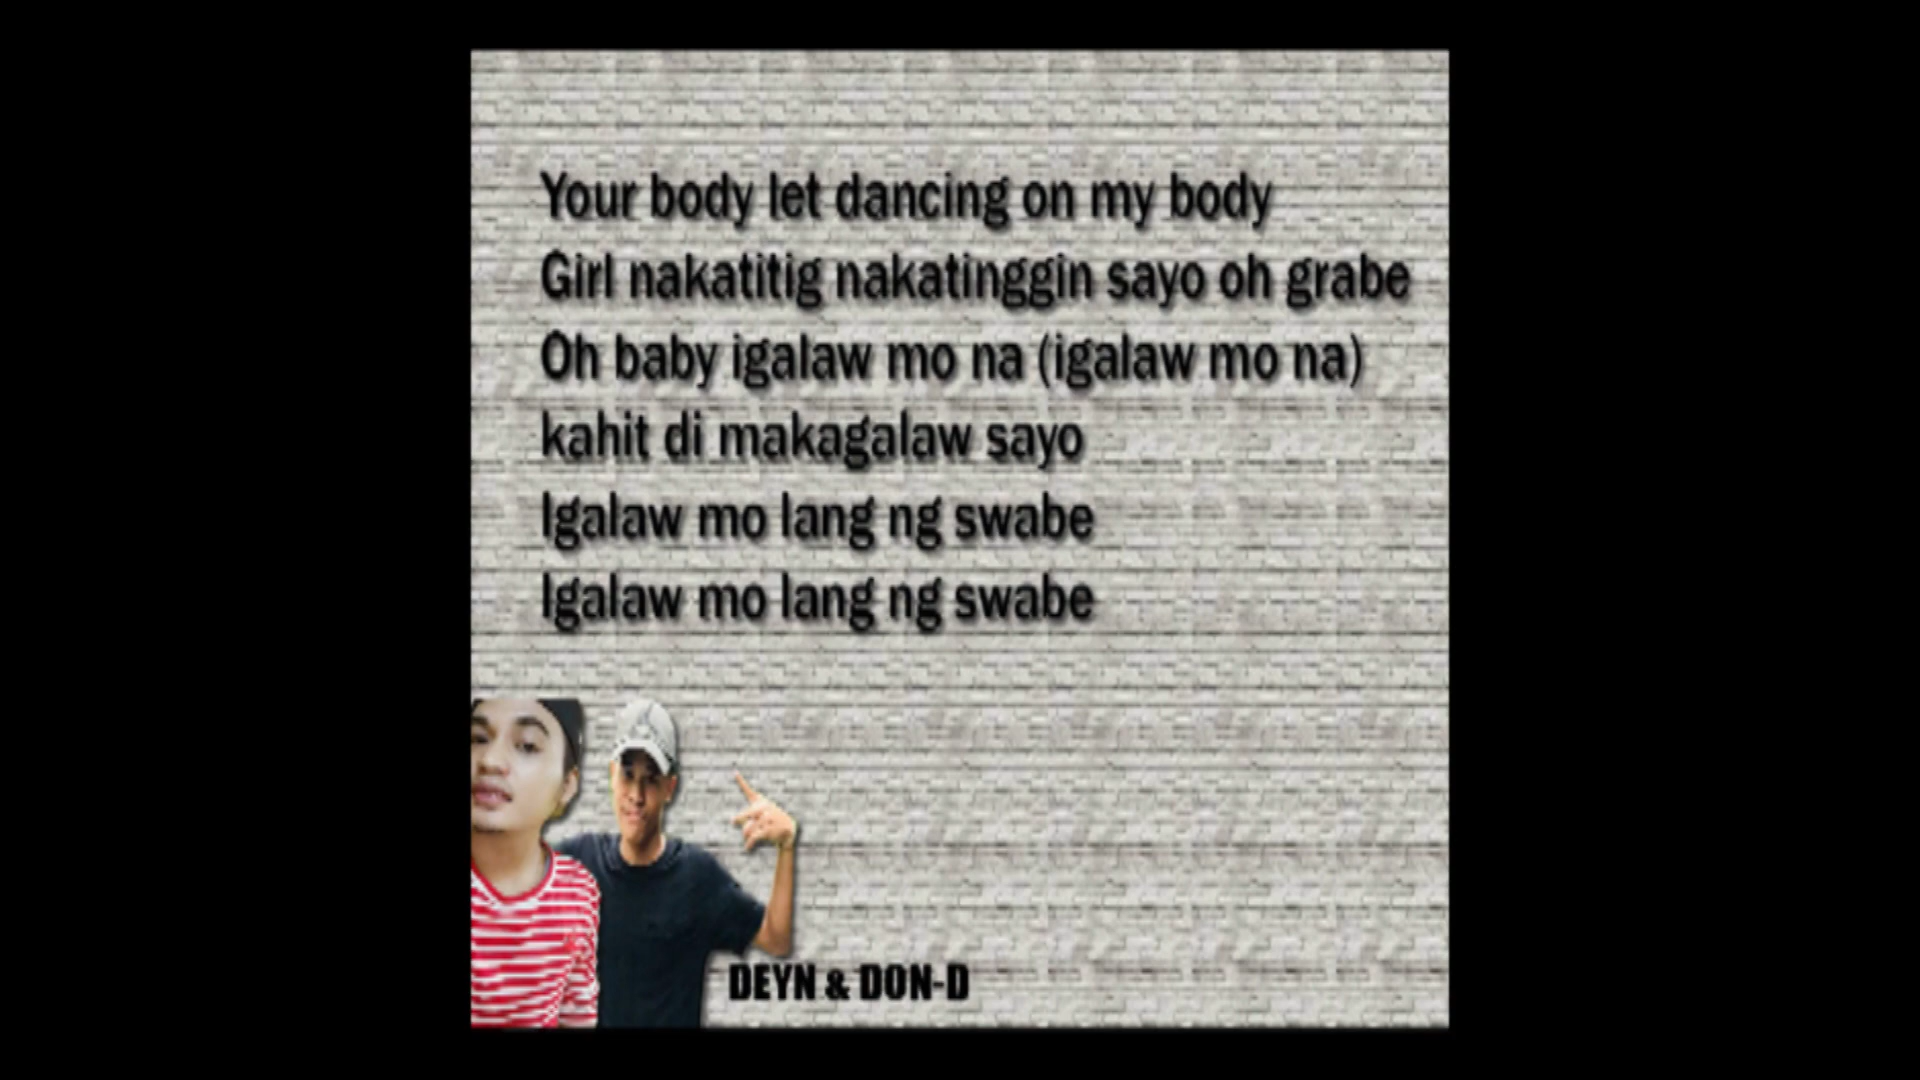 Your body let dancing on my body
Girl nakatitig nakatinggin sayo oh grabe
Oh baby igalaw mo na (igalaw mo na)
kahit di makagalaw sayo
Igalaw mo lang ng swabe
Igalaw mo lang ng swabe
DEYN & DON-D